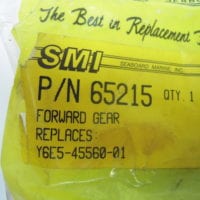 The Best in Replacement
SMI
SEABOARD MARINE, INC.
P/N 65215 QTY. 1
FORWARD GEAR
REPLACES
Y6E5-45560-01